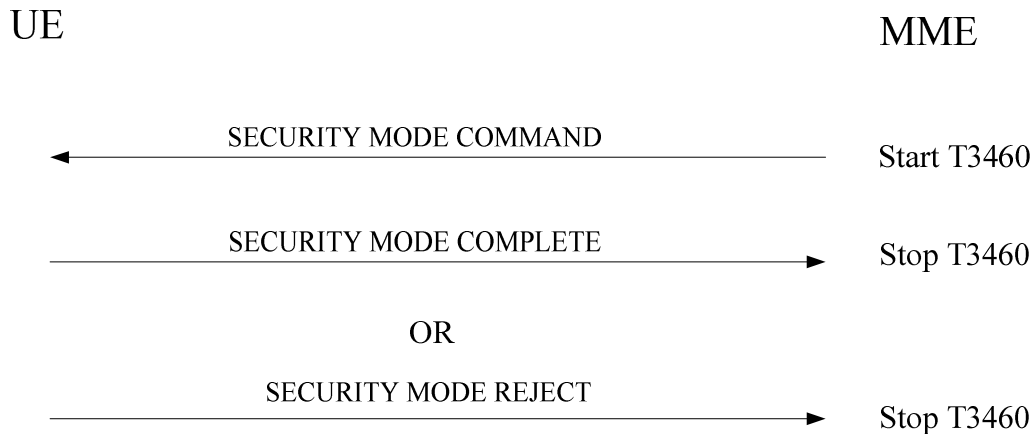 UE
MME
SECURITY MODE COMMAND
Start T3460
SECURITY MODE COMPLETE
Stop T3460
OR
SECURITY MODE REJECT
Stop T3460